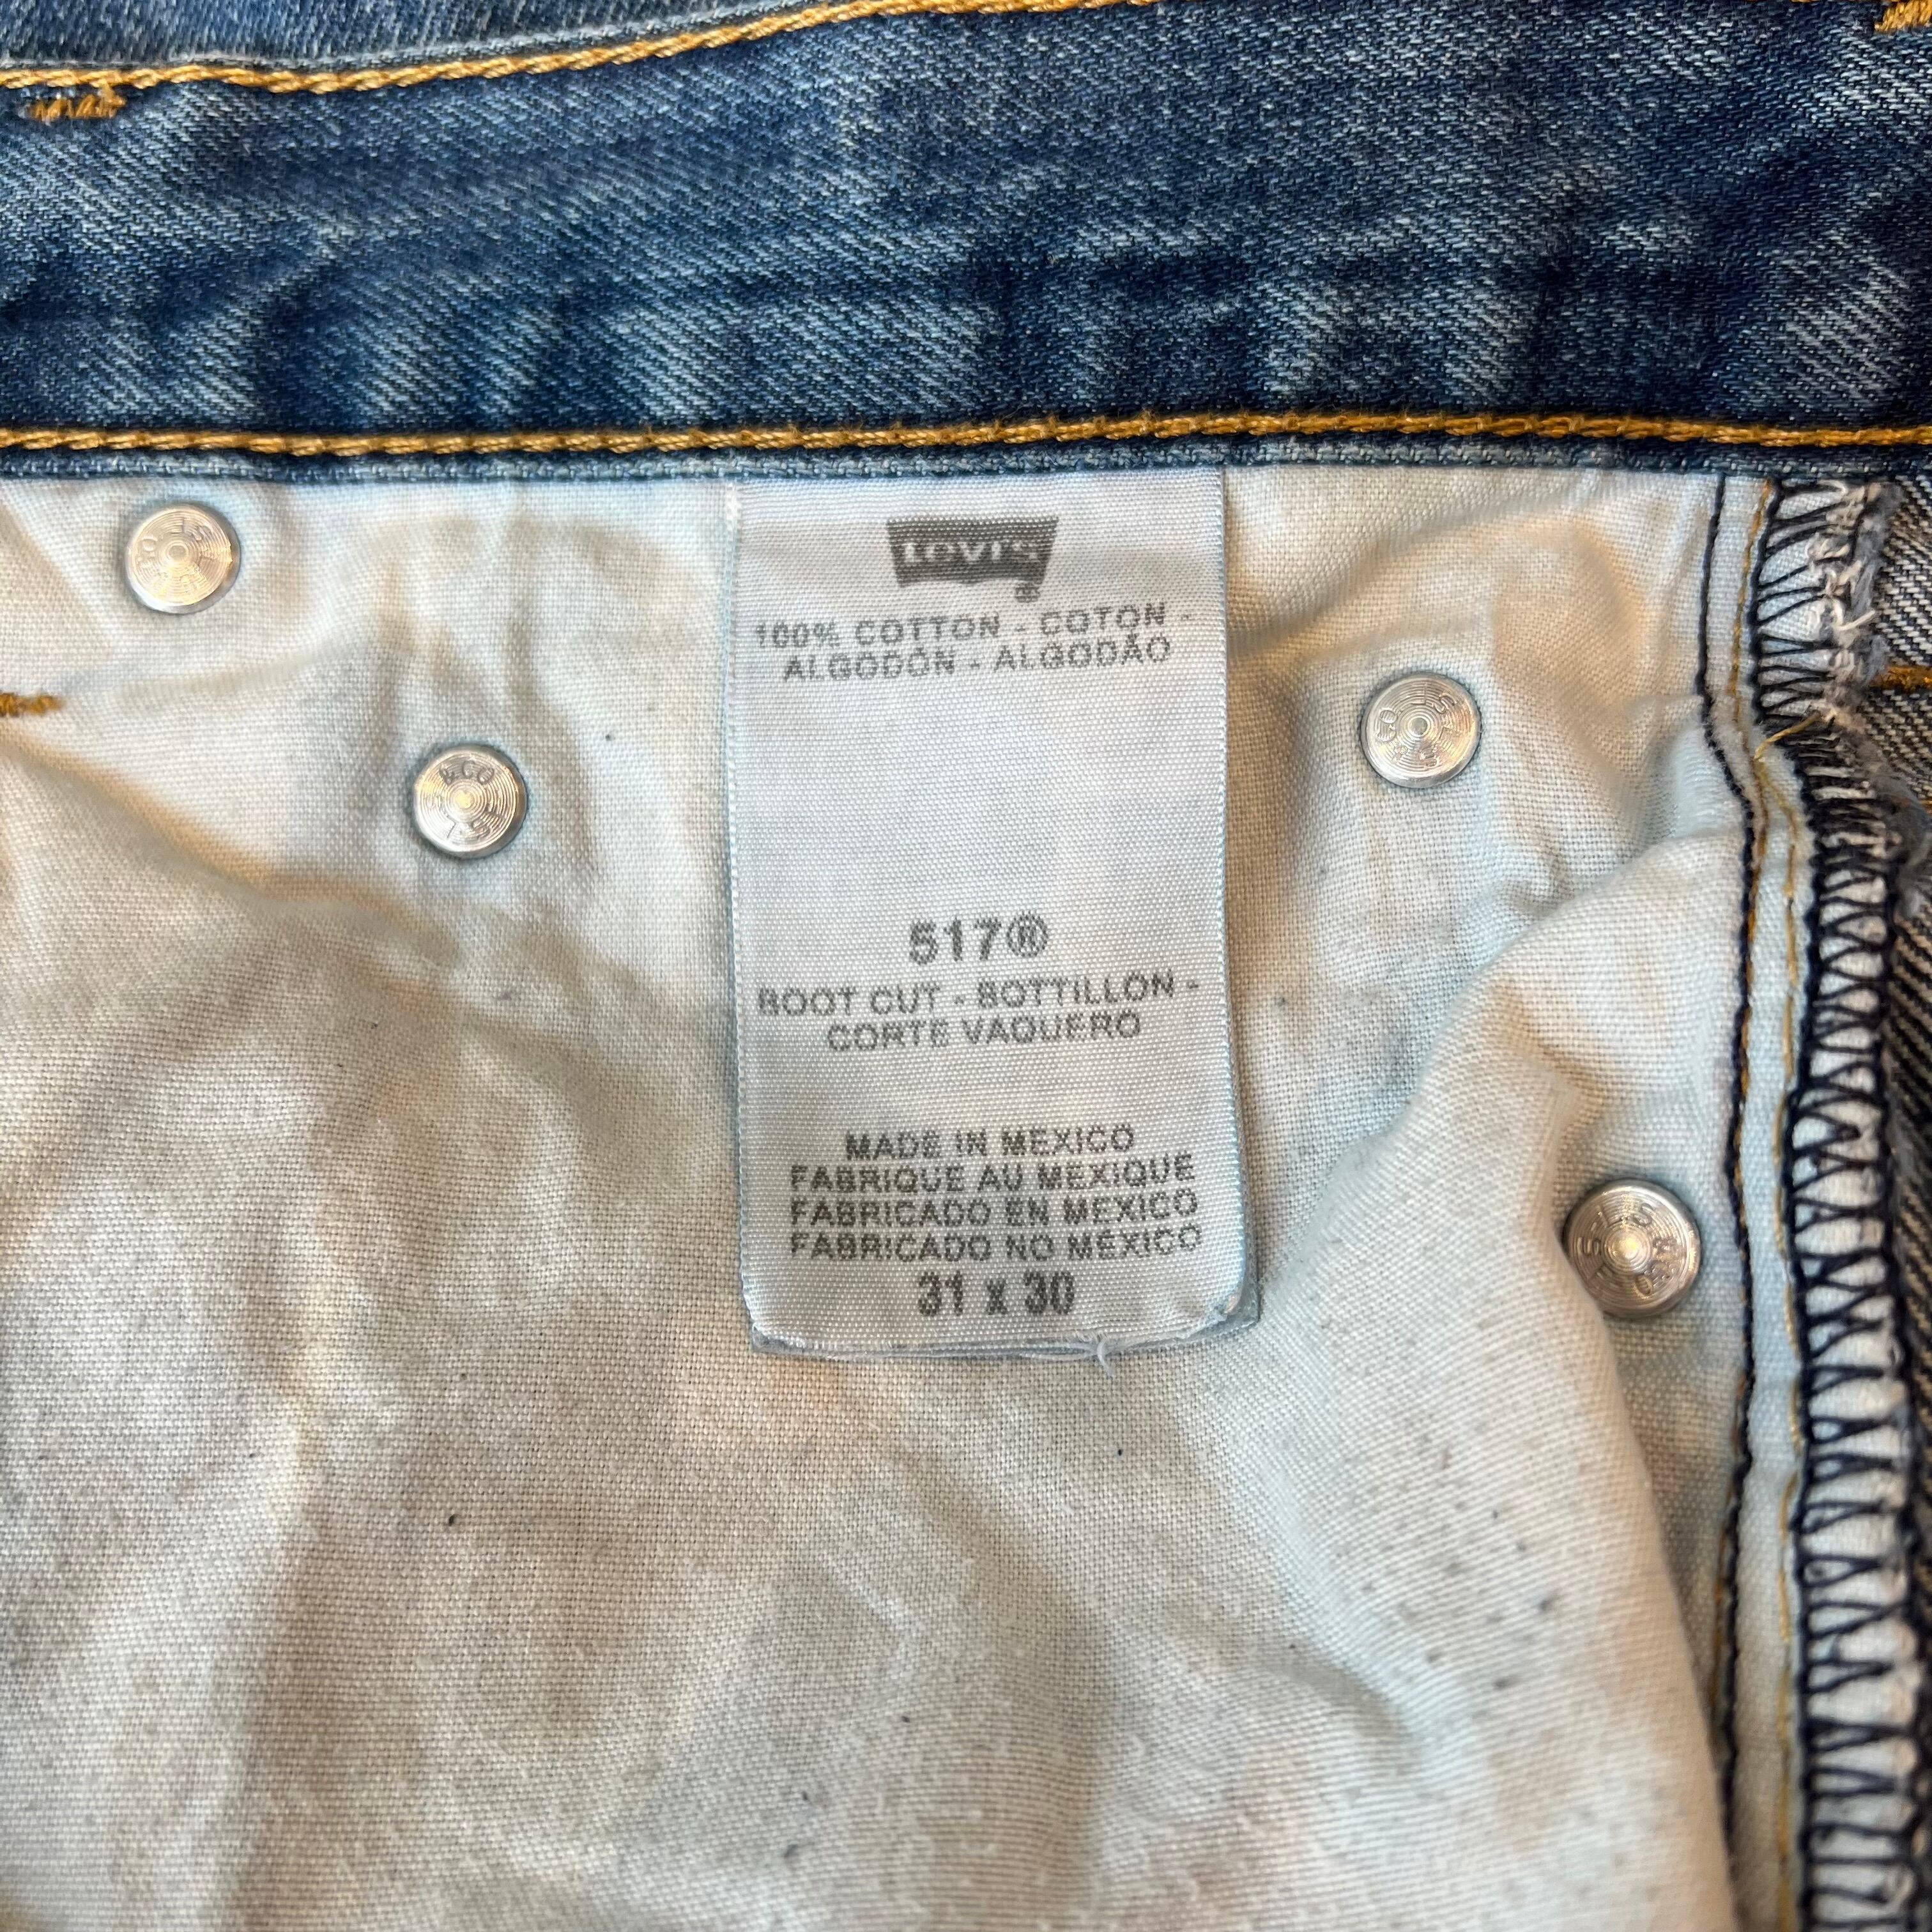 Levi's
®
100% COTTON - COTON -
ALGODÓN - ALGODÃO
517®
BOOT CUT - BOTTILLON -
CORTE VAQUERO
MADE IN MEXICO
FABRIQUE AU MEXIQUE
FABRICADO EN MEXICO
FABRICADO NO MÉXICO
31 x 30